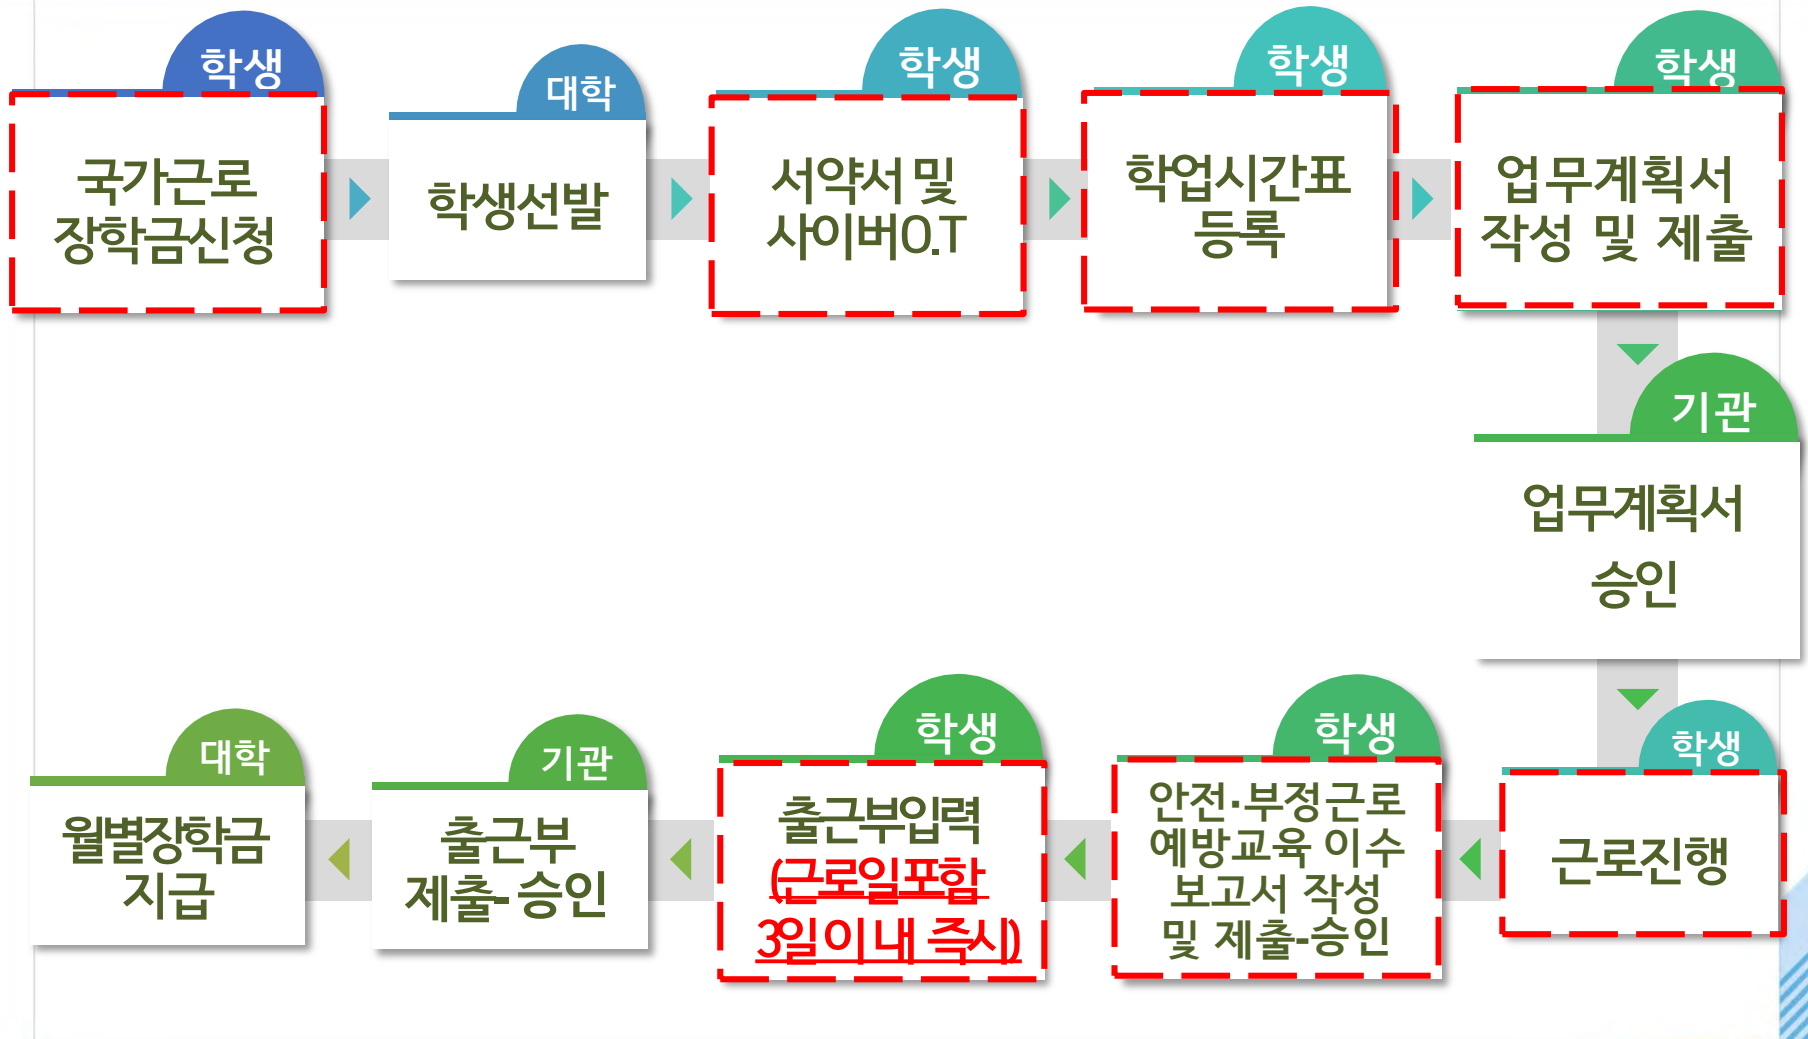 학생
국가근로
장학금신청
대학
학생선발
학생
서약서 및
사이버O.T
학생
학업시간표
등록
학생
업무계획서
작성 및 제출
기관
업무계획서
승인
학생
근로진행
학생
안전·부정근로
예방교육 이수
보고서 작성
및 제출-승인
학생
출근부입력
(근로일포함
3일이내 즉시)
기관
출근부
제출- 승인
대학
월별장학금
지급